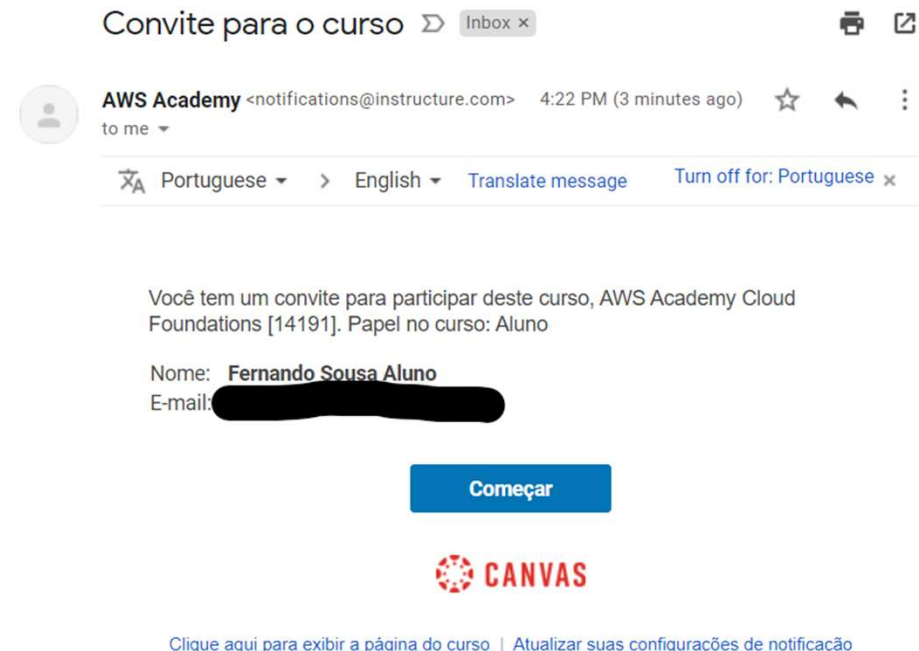 Convite para o curso Inbox ×
AWS Academy <notifications@instructure.com> 4:22 PM (3 minutes ago)
to me
Portuguese > English Translate message Turn off for: Portuguese ×
Você tem um convite para participar deste curso, AWS Academy Cloud
Foundations [14191]. Papel no curso: Aluno
Nome: Fernando Sousa Aluno
E-mail:
Começar
CANVAS
Clique aqui para exibir a página do curso | Atualizar suas configurações de notificação